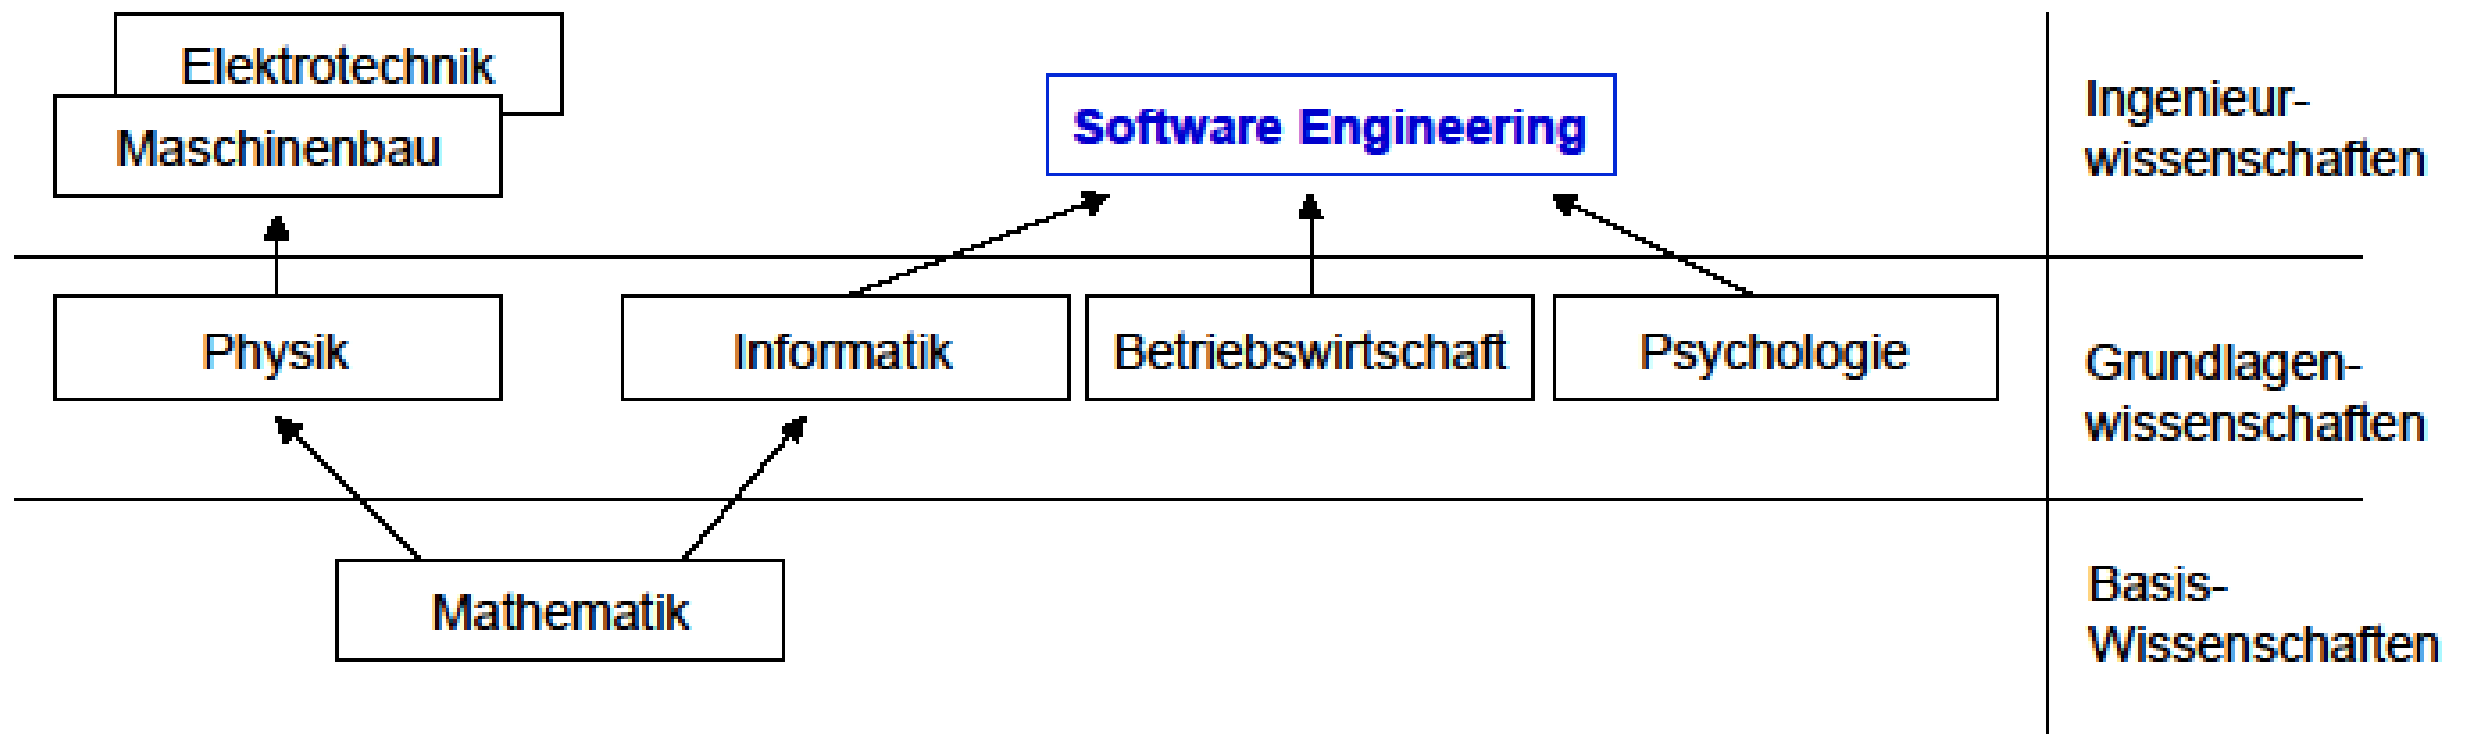 Elektrotechnik
Maschinenbau
Software Engineering
Ingenieur-
wissenschaften
Physik
Informatik
Betriebswirtschaft
Psychologie
Grundlagen-
wissenschaften
Mathematik
Basis-
Wissenschaften